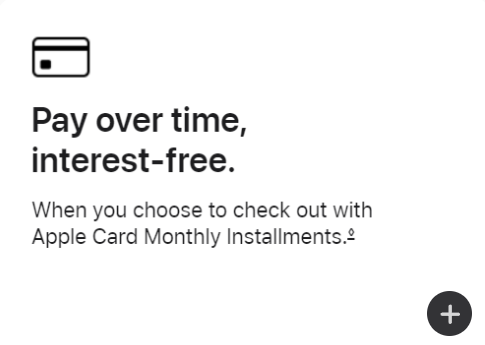 Pay over time,
interest-free.
When you choose to check out with
Apple Card Monthly Installments.◊